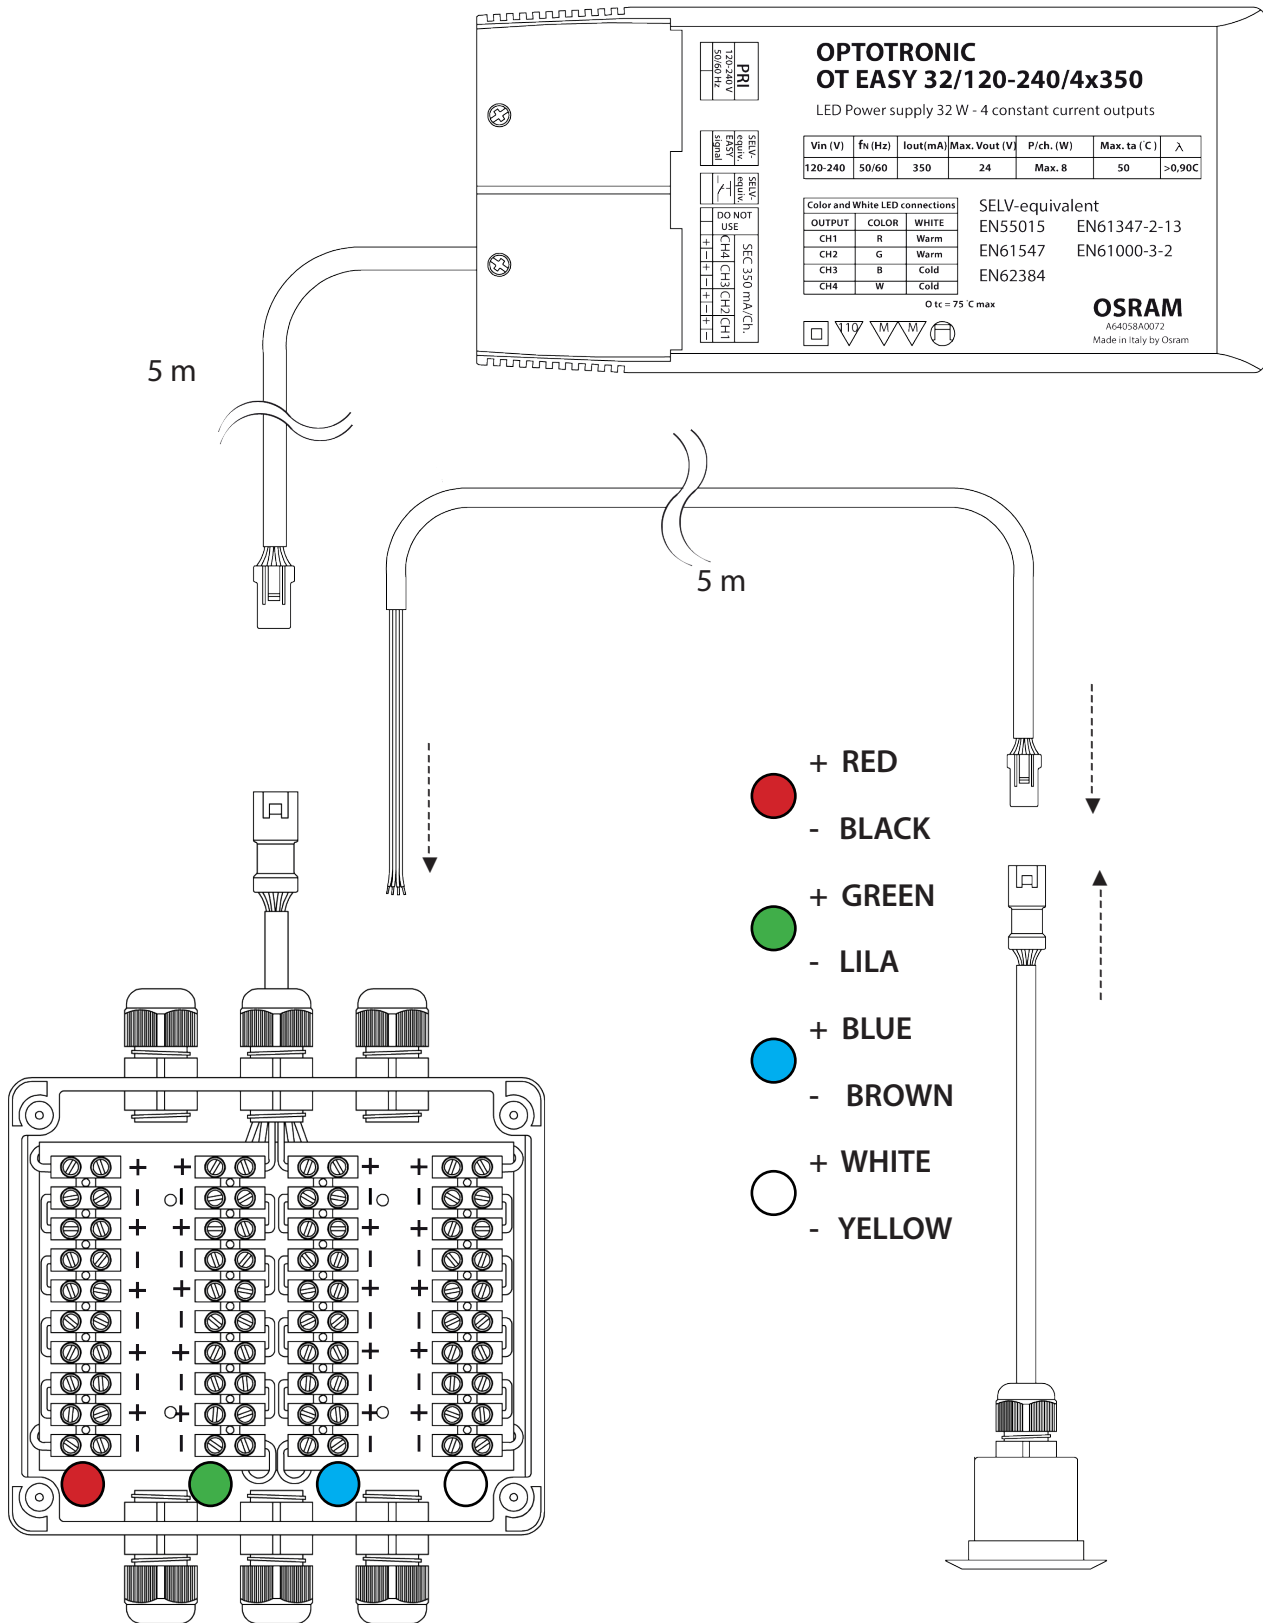 OPTOTRONIC
OT EASY 32/120-240/4x350
LED Power supply 32 W - 4 constant current outputs
PRI
120-240 V
50/60 Hz
SELV-
equiv.
EASY
signal
SELV-
equiv.
DO NOT
USE
SEC 350 mA/Ch.
CH4 CH3 CH2 CH1
+ - + - + - + -
Vin (V) fN (Hz) Iout(mA) Max. Vout (V) P/ch. (W) Max. ta (°C) λ
120-240 50/60 350 24 Max. 8 50 >0,90C
Color and White LED connections
OUTPUT COLOR WHITE
CH1 R Warm
CH2 G Warm
CH3 B Cold
CH4 W Cold
SELV-equivalent
EN55015 EN61347-2-13
EN61547 EN61000-3-2
EN62384
O tc = 75 °C max
110 M M
OSRAM
A64058A0072
Made in Italy by Osram
5 m
5 m
+ RED
- BLACK
+ GREEN
- LILA
+ BLUE
- BROWN
+ WHITE
- YELLOW
+ + + +
- - - -
+ + + +
- - - -
+ + + +
- - - -
+ + + +
- - - -
+ + + +
- - - -